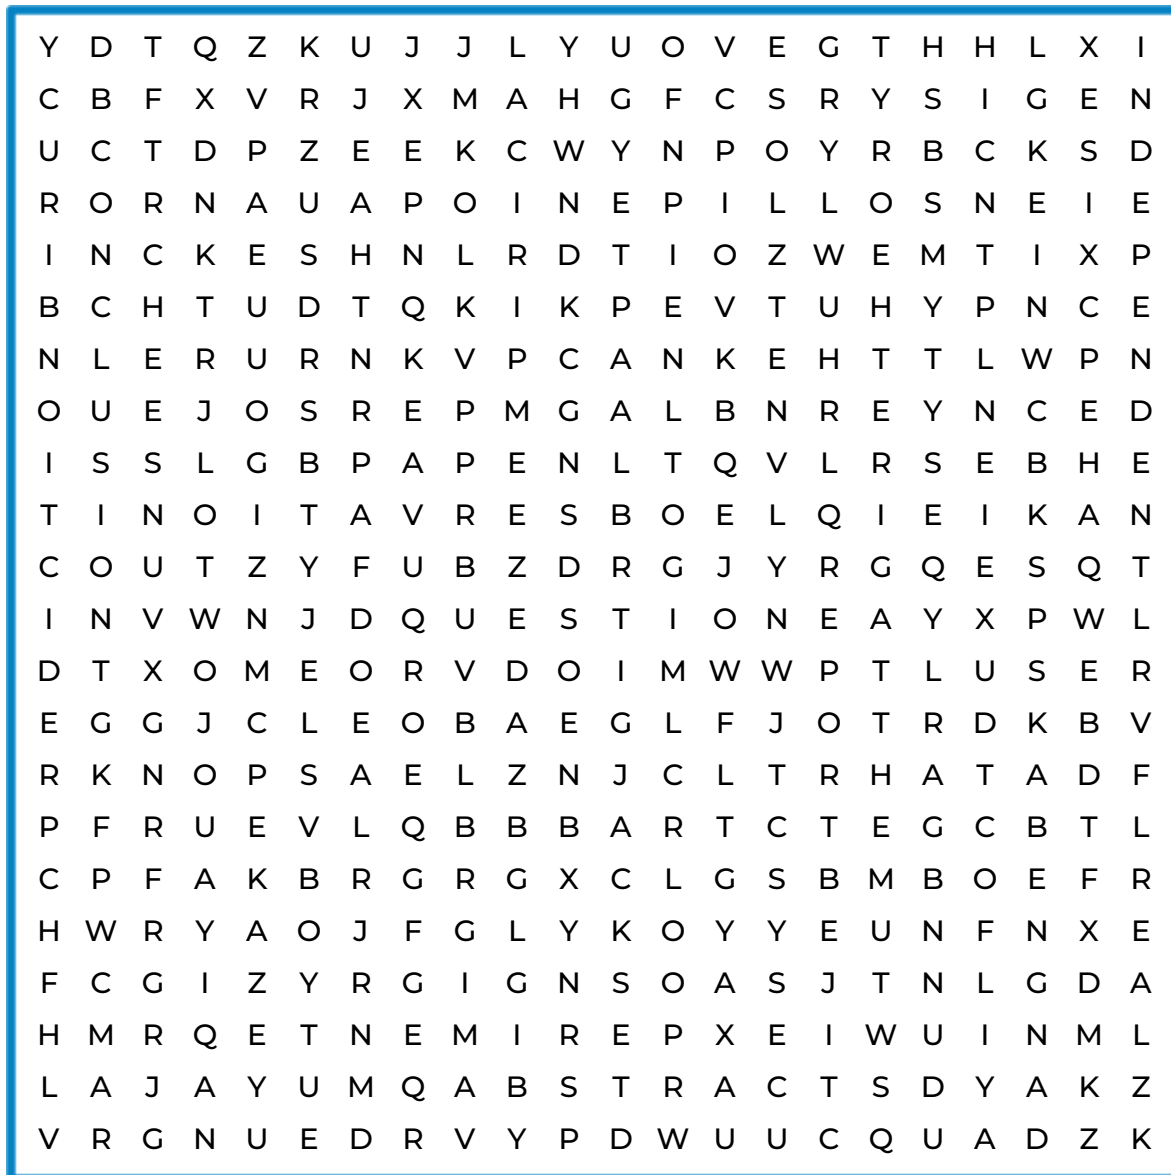 Y D T Q Z K U J J L Y U O V E G T H H L X I
C B F X V R J X M A H G F C S R Y S I G E N
U C T D P Z E E K C W Y N P O Y R B C K S D
R O R N A U A P O I N E P I L L O S N E I E
I N C K E S H N L R D T I O Z W E M T I X P
B C H T U D T Q K I K P E V T U H Y P N C E
N L E R U R N K V P C A N K E H T T L W P N
O U E J O S R E P M G A L B N R E Y N C E D
I S S L G B P A P E N L T Q V L R S E B H E
T I N O I T A V R E S B O E L Q I E I K A N
C O U T Z Y F U B Z D R G J Y R G Q E S Q T
I N V W N J D Q U E S T I O N E A Y X P W L
D T X O M E O R V D O I M W W P T L U S E R
E G G J C L E O B A E G L F J O T R D K B V
R K N O P S A E L Z N J C L T R H A T A D F
P F R U E V L Q B B B A R T C T E G C B T L
C P F A K B R G R G X C L G S B M B O E F R
H W R Y A O J F G L Y K O Y Y E U N F N X E
F C G I Z Y R G I G N S O A S J T N L G D A
H M R Q E T N E M I R E P X E I W U I N M L
L A J A Y U M Q A B S T R A C T S D Y A K Z
V R G N U E D R V Y P D W U U C Q U A D Z K